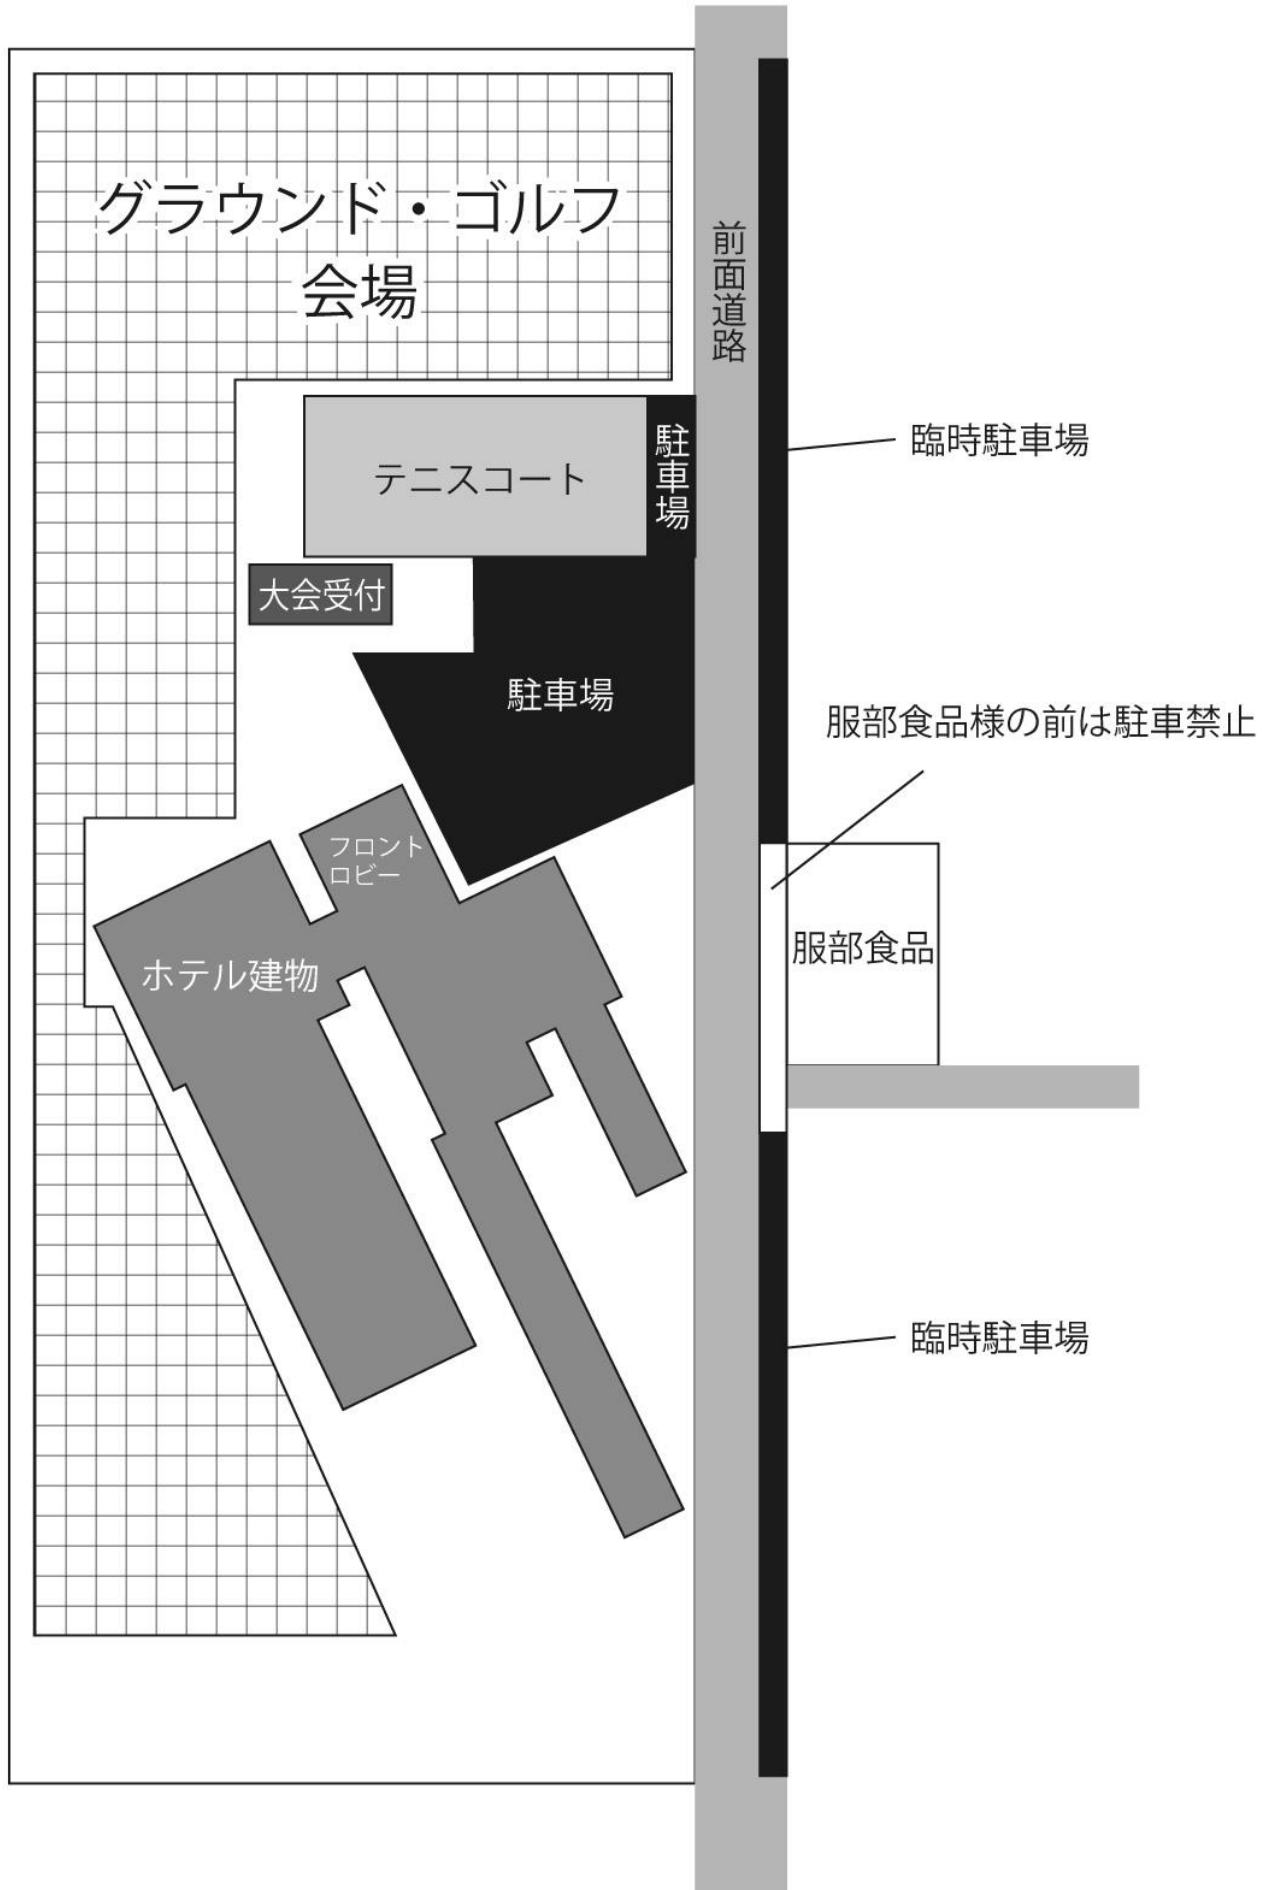 グラウンド・ゴルフ
会場
前面道路
臨時駐車場
駐車場
テニスコート
大会受付
駐車場
服部食品様の前は駐車禁止
フロント
ロビー
服部食品
ホテル建物
臨時駐車場